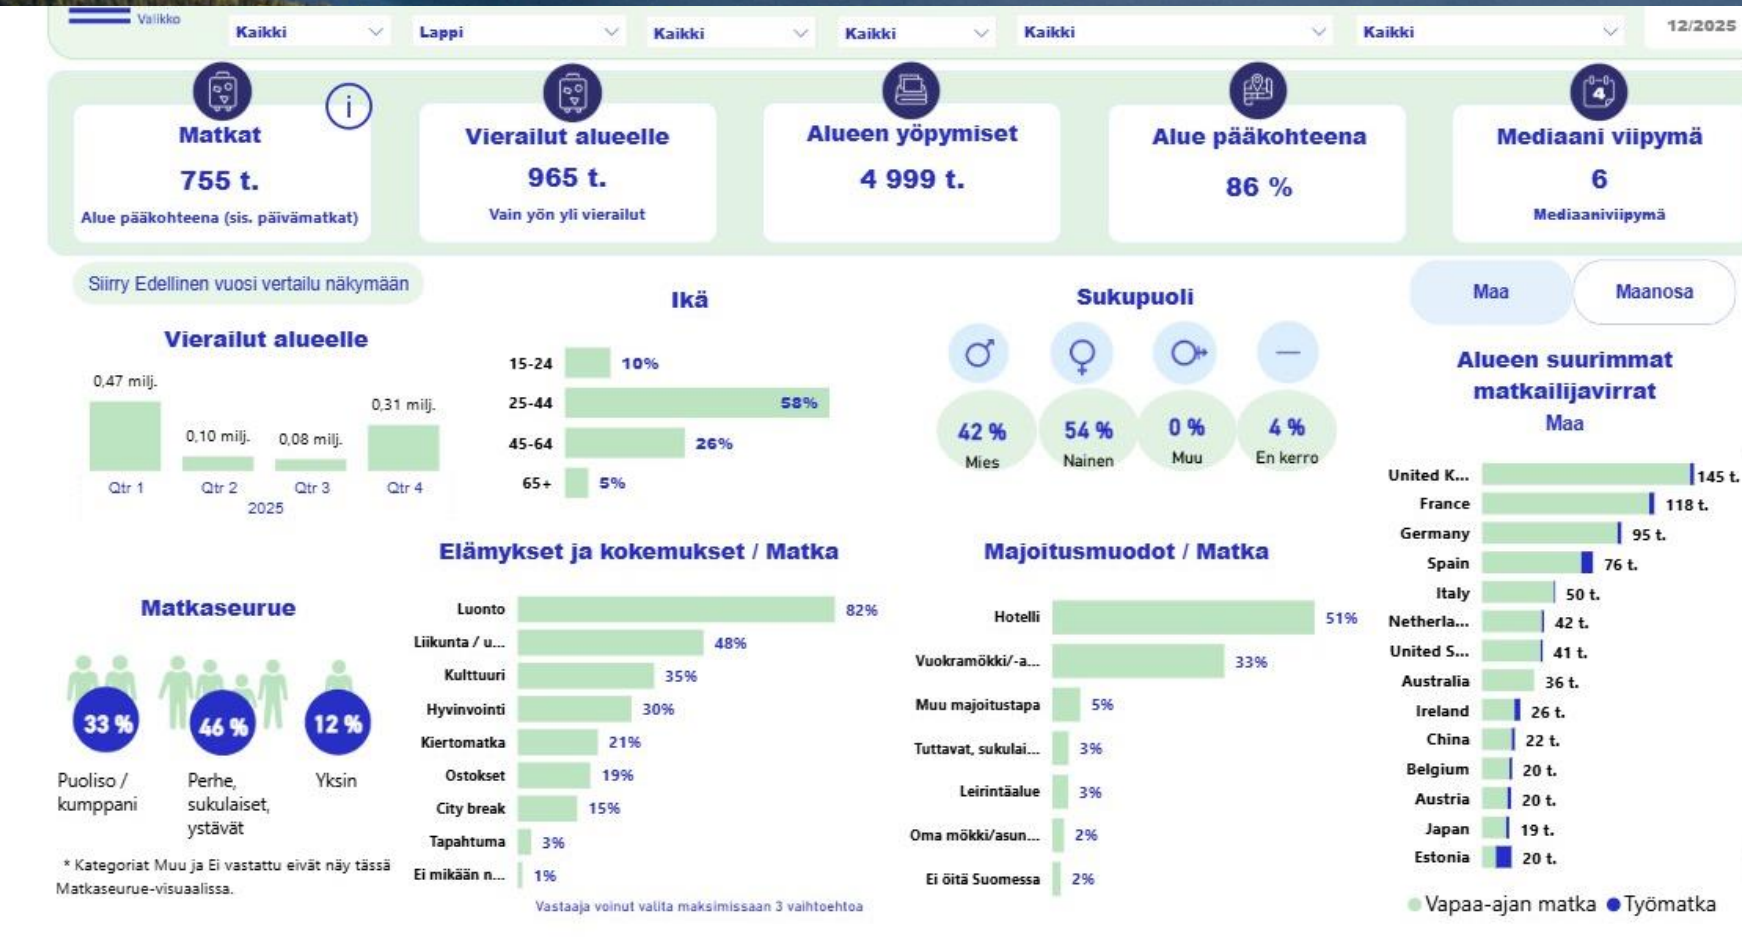 Valikko
Kaikki
Lappi
Kaikki
Kaikki
Kaikki
Kaikki
12/2025
i
Matkat
755 t.
Alue pääkohteena (sis. päivämatkat)
Vierailut alueelle
965 t.
Vain yön yli vierailut
Alueen yöpymiset
4 999 t.
Alue pääkohteena
86 %
4
Mediaani viipymä
6
Mediaaniviipymä
Siirry Edellinen vuosi vertailu näkymään
Vierailut alueelle
0,47 milj.
0,10 milj.
0,08 milj.
0,31 milj.
Qtr 1
Qtr 2
Qtr 3
Qtr 4
2025
Ikä
15-24 10%
25-44 58%
45-64 26%
65+ 5%
Sukupuoli
42 %
Mies
54 %
Nainen
0 %
Muu
4 %
En kerro
Maa
Maanosa
Alueen suurimmat
matkailijavirrat
Maa
United K... 145 t.
France 118 t.
Germany 95 t.
Spain 76 t.
Italy 50 t.
Netherla... 42 t.
United S... 41 t.
Australia 36 t.
Ireland 26 t.
China 22 t.
Belgium 20 t.
Austria 20 t.
Japan 19 t.
Estonia 20 t.
Vapaa-ajan matka Työmatka
Matkaseurue
33 %
Puoliso /
kumppani
46 %
Perhe,
sukulaiset,
ystävät
12 %
Yksin
* Kategoriat Muu ja Ei vastattu eivät näy tässä
Matkaseurue-visuaalissa.
Elämykset ja kokemukset / Matka
Luonto 82%
Liikunta / u... 48%
Kulttuuri 35%
Hyvinvointi 30%
Kiertomatka 21%
Ostokset 19%
City break 15%
Tapahtuma 3%
Ei mikään n... 1%
Vastaaja voinut valita maksimissaan 3 vaihtoehtoa
Majoitusmuodot / Matka
Hotelli 51%
Vuokramökki/-a... 33%
Muu majoitustapa 5%
Tuttavat, sukulai... 3%
Leirintäalue 3%
Oma mökki/asun... 2%
Ei öitä Suomessa 2%